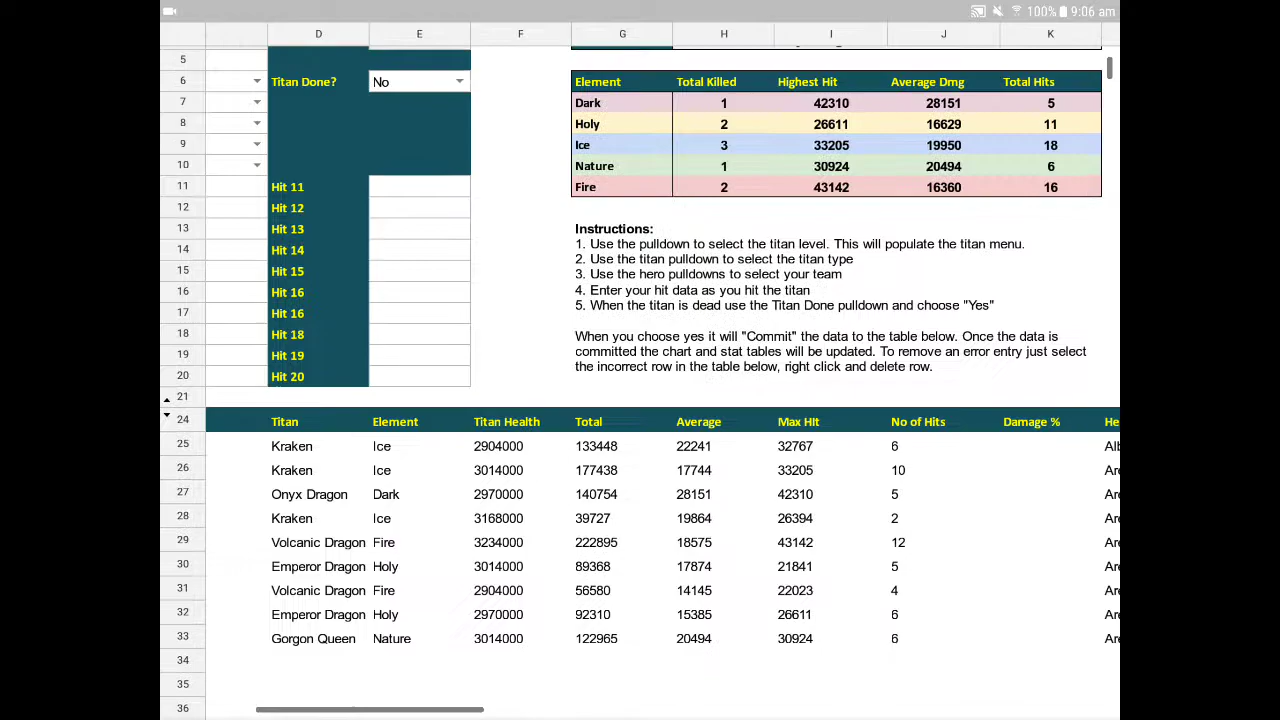 100% 9:06 am
D E F G H I J K
5
6 Titan Done? No Element Total Killed Highest Hit Average Dmg Total Hits
7 Dark 1 42310 28151 5
8 Holy 2 26611 16629 11
9 Ice 3 33205 19950 18
10 Nature 1 30924 20494 6
11 Hit 11 Fire 2 43142 16360 16
12 Hit 12
13 Hit 13 Instructions:
14 Hit 14 1. Use the pulldown to select the titan level. This will populate the titan menu.
2. Use the titan pulldown to select the titan type
15 Hit 15 3. Use the hero pulldowns to select your team
16 Hit 16 4. Enter your hit data as you hit the titan
17 Hit 16 5. When the titan is dead use the Titan Done pulldown and choose "Yes"
18 Hit 18 When you choose yes it will "Commit" the data to the table below. Once the data is
19 Hit 19 committed the chart and stat tables will be updated. To remove an error entry just select
20 Hit 20 the incorrect row in the table below, right click and delete row.
21
24 Titan Element Titan Health Total Average Max HIt No of Hits Damage % He
25 Kraken Ice 2904000 133448 22241 32767 6 Alb
26 Kraken Ice 3014000 177438 17744 33205 10 Are
27 Onyx Dragon Dark 2970000 140754 28151 42310 5 Are
28 Kraken Ice 3168000 39727 19864 26394 2 Are
29 Volcanic Dragon Fire 3234000 222895 18575 43142 12 Are
30 Emperor Dragon Holy 3014000 89368 17874 21841 5 Are
31 Volcanic Dragon Fire 2904000 56580 14145 22023 4 Are
32 Emperor Dragon Holy 2970000 92310 15385 26611 6 Are
33 Gorgon Queen Nature 3014000 122965 20494 30924 6 Are
34
35
36